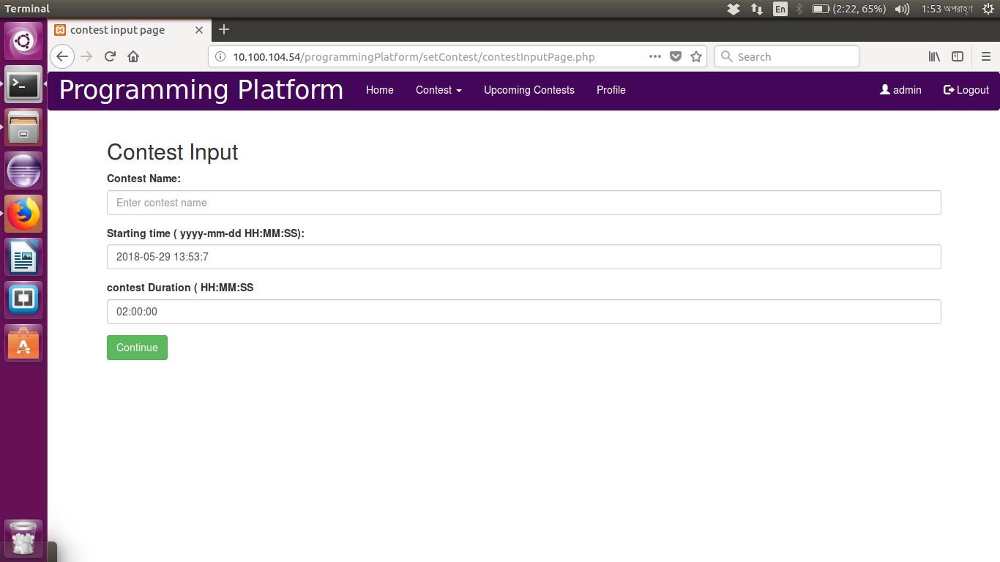 Terminal
En
(2:22, 65%)
1:53 অপরাহ্ণ
contest input page
10.100.104.54/programmingPlatform/setContest/contestInputPage.php
Search
Programming Platform
Home
Contest
Upcoming Contests
Profile
admin
Logout
Contest Input
Contest Name:
Enter contest name
Starting time ( yyyy-mm-dd HH:MM:SS):
2018-05-29 13:53:7
contest Duration ( HH:MM:SS
02:00:00
Continue